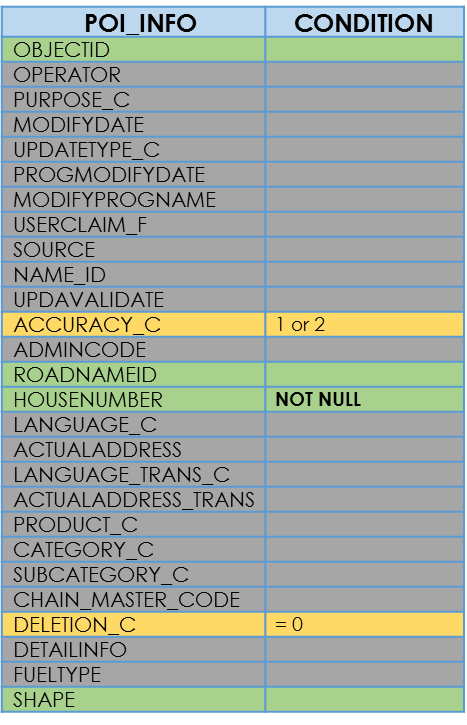 POI_INFO CONDITION
OBJECTID
OPERATOR
PURPOSE_C
MODIFYDATE
UPDATETYPE_C
PROGMODIFYDATE
MODIFYPROGNAME
USERCLAIM_F
SOURCE
NAME_ID
UPDAVALIDATE
ACCURACY_C 1 or 2
ADMINCODE
ROADNAMEID
HOUSENUMBER NOT NULL
LANGUAGE_C
ACTUALADDRESS
LANGUAGE_TRANS_C
ACTUALADDRESS_TRANS
PRODUCT_C
CATEGORY_C
SUBCATEGORY_C
CHAIN_MASTER_CODE
DELETION_C = 0
DETAILINFO
FUELTYPE
SHAPE